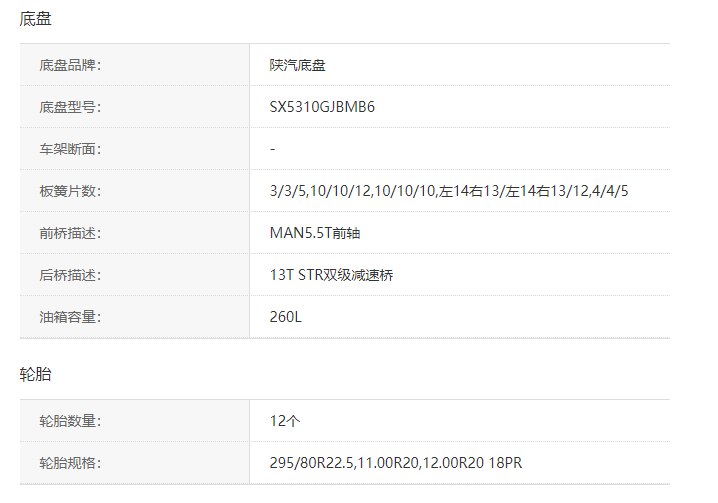 底盘
底盘品牌： 陕汽底盘
底盘型号： SX5310GJBMB6
车架断面： -
板簧片数： 3/3/5,10/10/12,10/10/10,左14右13/左14右13/12,4/4/5
前桥描述： MAN5.5T前轴
后桥描述： 13T STR双级减速桥
油箱容量： 260L
轮胎
轮胎数量： 12个
轮胎规格： 295/80R22.5,11.00R20,12.00R20 18PR